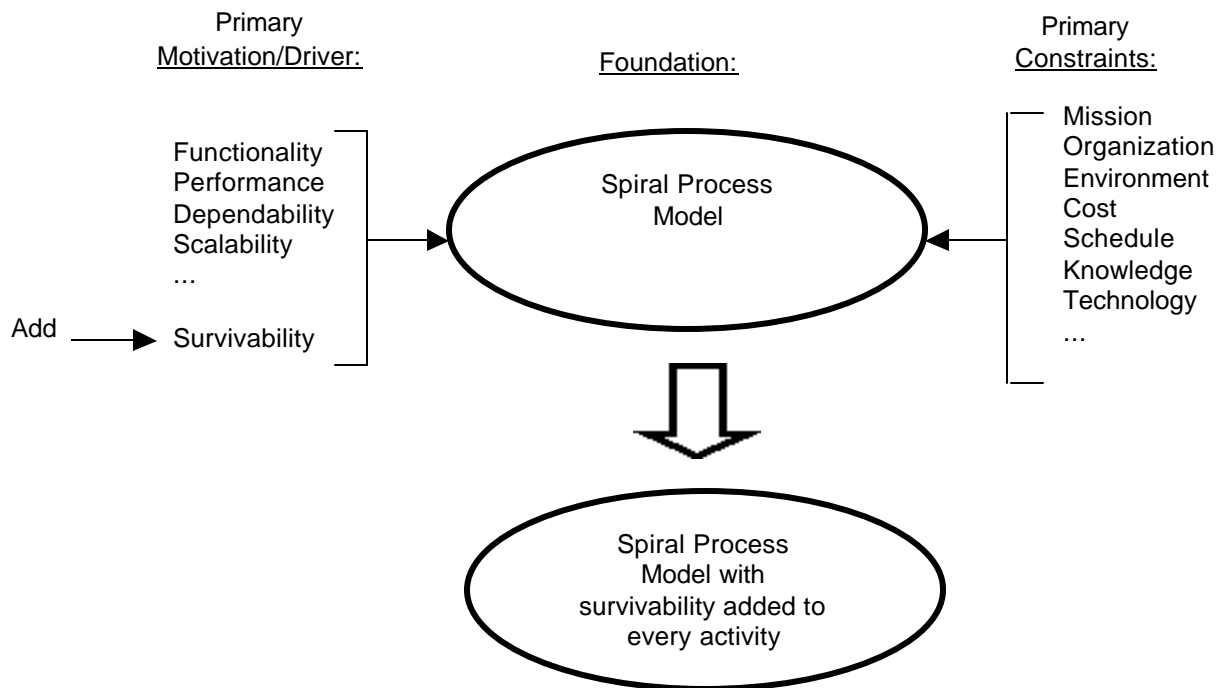 Primary
Motivation/Driver:
Functionality
Performance
Dependability
Scalability
...
Add
Survivability
Foundation:
Spiral Process
Model
Primary
Constraints:
Mission
Organization
Environment
Cost
Schedule
Knowledge
Technology
...
Spiral Process
Model with
survivability added to
every activity